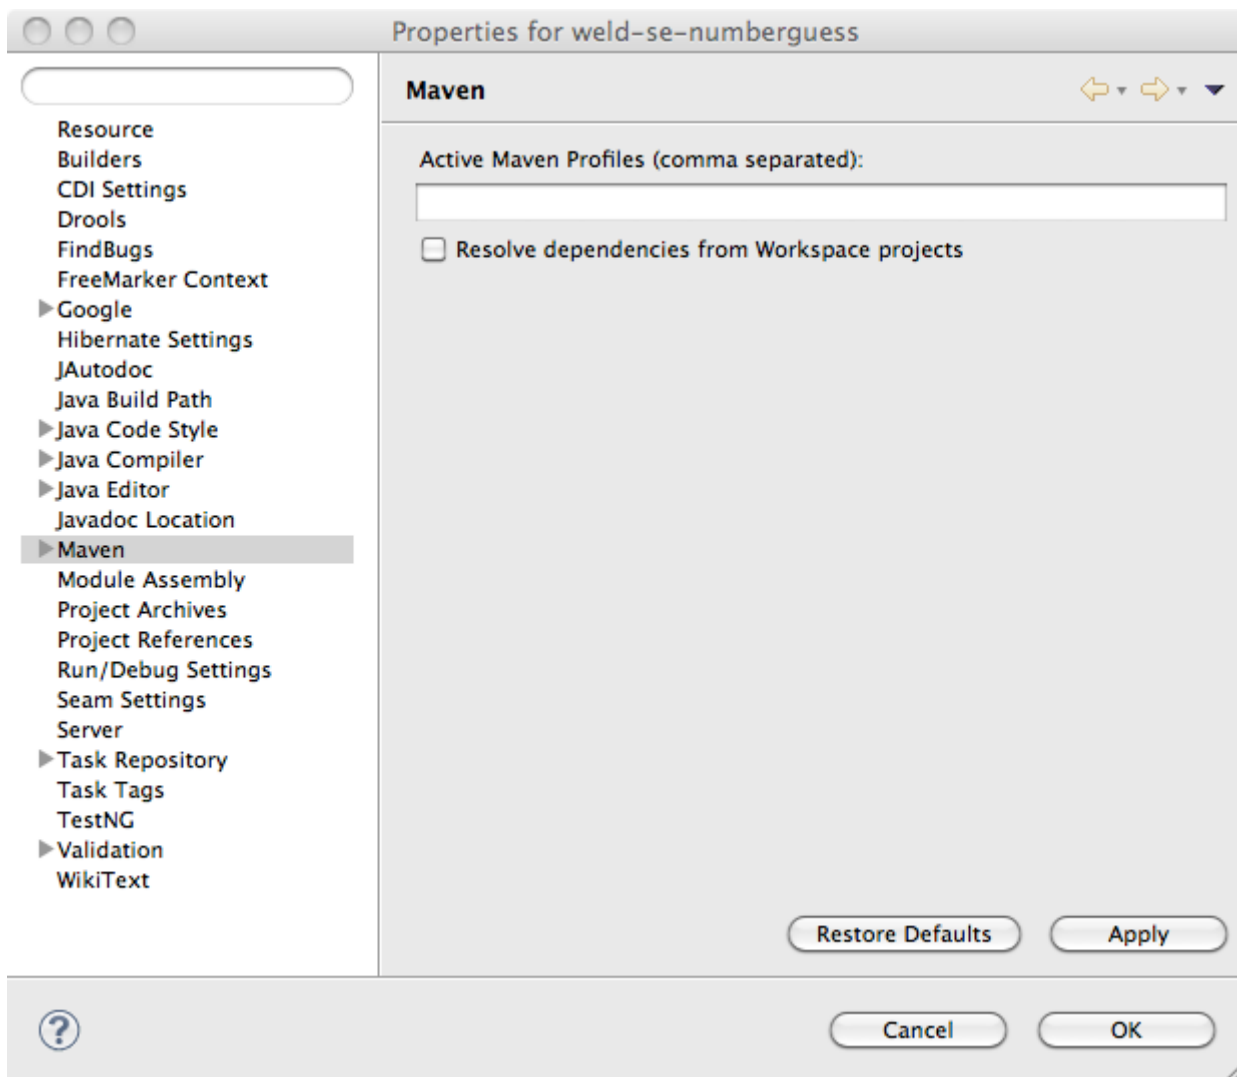 Properties for weld-se-numberguess
Maven
Resource
Builders
CDI Settings
Drools
FindBugs
FreeMarker Context
Google
Hibernate Settings
JAutodoc
Java Build Path
Java Code Style
Java Compiler
Java Editor
Javadoc Location
Maven
Module Assembly
Project Archives
Project References
Run/Debug Settings
Seam Settings
Server
Task Repository
Task Tags
TestNG
Validation
WikiText
Active Maven Profiles (comma separated):
Resolve dependencies from Workspace projects
Restore Defaults
Apply
?
Cancel
OK